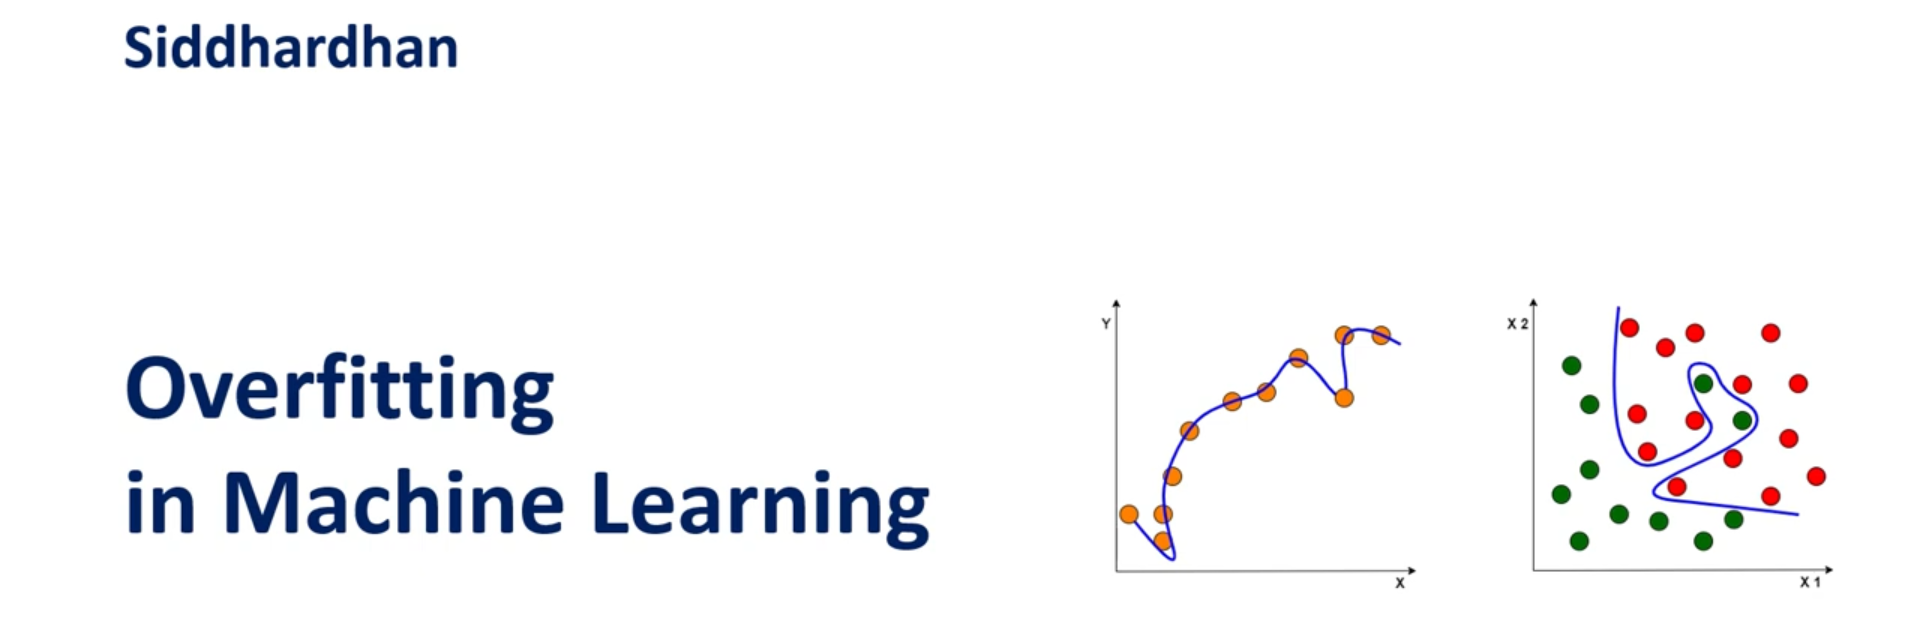 Siddhardhan
Overfitting
in Machine Learning
Y
X
X 2
X 1